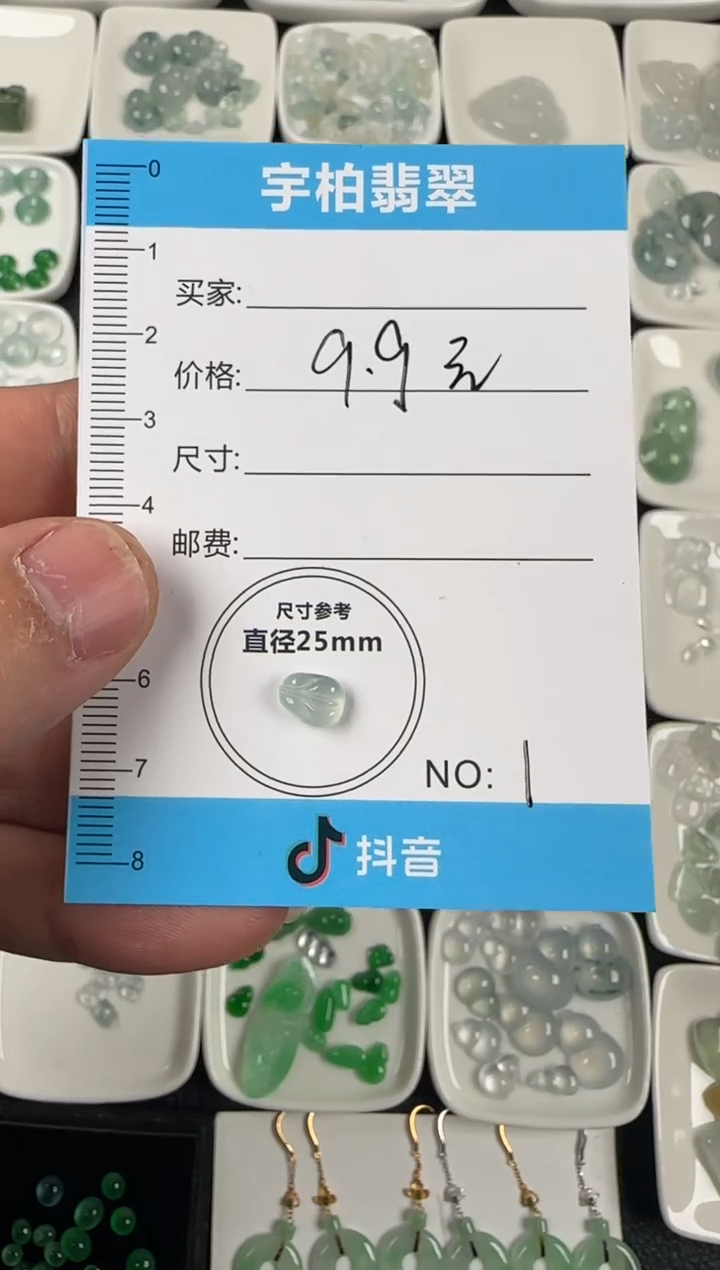 宇柏翡翠
0
1
2
3
4
6
7
8
买家:
价格: 9.9元
尺寸:
邮费:
尺寸参考
直径25mm
NO: 1
抖音